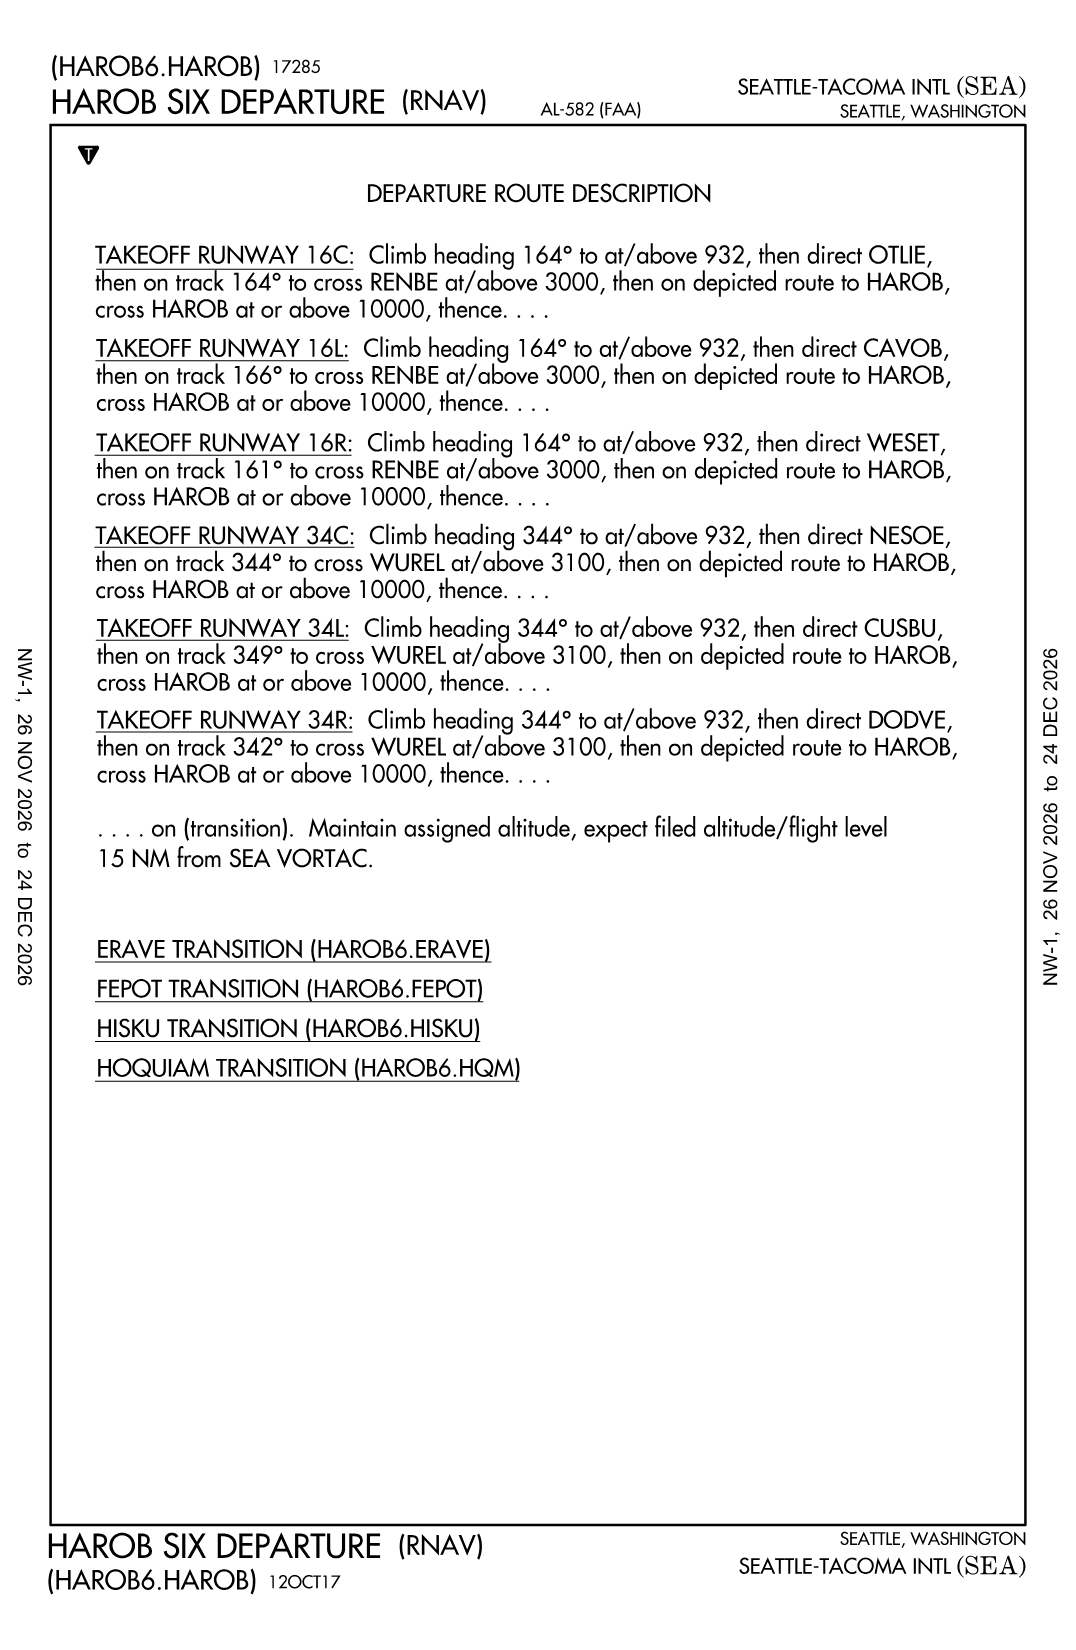 (HAROB6.HAROB) 17285
HAROB SIX DEPARTURE (RNAV)
AL-582 (FAA)
SEATTLE-TACOMA INTL (SEA)
SEATTLE, WASHINGTON
T
DEPARTURE ROUTE DESCRIPTION
TAKEOFF RUNWAY 16C: Climb heading 164° to at/above 932, then direct OTLIE,
then on track 164° to cross RENBE at/above 3000, then on depicted route to HAROB,
cross HAROB at or above 10000, thence. . . .
TAKEOFF RUNWAY 16L: Climb heading 164° to at/above 932, then direct CAVOB,
then on track 166° to cross RENBE at/above 3000, then on depicted route to HAROB,
cross HAROB at or above 10000, thence. . . .
TAKEOFF RUNWAY 16R: Climb heading 164° to at/above 932, then direct WESET,
then on track 161° to cross RENBE at/above 3000, then on depicted route to HAROB,
cross HAROB at or above 10000, thence. . . .
TAKEOFF RUNWAY 34C: Climb heading 344° to at/above 932, then direct NESOE,
then on track 344° to cross WUREL at/above 3100, then on depicted route to HAROB,
cross HAROB at or above 10000, thence. . . .
TAKEOFF RUNWAY 34L: Climb heading 344° to at/above 932, then direct CUSBU,
then on track 349° to cross WUREL at/above 3100, then on depicted route to HAROB,
cross HAROB at or above 10000, thence. . . .
TAKEOFF RUNWAY 34R: Climb heading 344° to at/above 932, then direct DODVE,
then on track 342° to cross WUREL at/above 3100, then on depicted route to HAROB,
cross HAROB at or above 10000, thence. . . .
. . . . on (transition). Maintain assigned altitude, expect filed altitude/flight level
15 NM from SEA VORTAC.
ERAVE TRANSITION (HAROB6.ERAVE)
FEPOT TRANSITION (HAROB6.FEPOT)
HISKU TRANSITION (HAROB6.HISKU)
HOQUIAM TRANSITION (HAROB6.HQM)
NW-1, 26 NOV 2026 to 24 DEC 2026
NW-1, 26 NOV 2026 to 24 DEC 2026
HAROB SIX DEPARTURE (RNAV)
(HAROB6.HAROB) 12OCT17
SEATTLE, WASHINGTON
SEATTLE-TACOMA INTL (SEA)